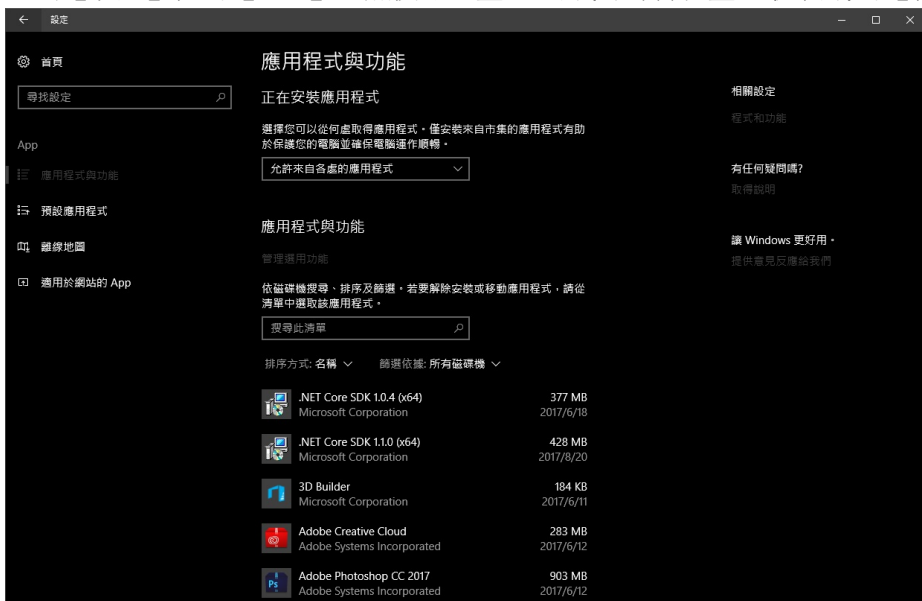 設定
首頁
尋找設定
App
應用程式與功能
預設應用程式
離線地圖
適用於網站的 App
應用程式與功能
正在安裝應用程式
選擇您可以從何處取得應用程式。僅安裝來自市集的應用程式有助
於保護您的電腦並確保電腦運作順暢。
允許來自各處的應用程式
應用程式與功能
管理選用功能
依磁碟機搜尋、排序及篩選。若要解除安裝或移動應用程式，請從
清單中選取該應用程式。
搜尋此清單
排序方式: 名稱 篩選依據: 所有磁碟機
.NET Core SDK 1.0.4 (x64) 377 MB
Microsoft Corporation 2017/6/18
.NET Core SDK 1.1.0 (x64) 428 MB
Microsoft Corporation 2017/8/20
3D Builder 184 KB
Microsoft Corporation 2017/6/11
Adobe Creative Cloud 283 MB
Adobe Systems Incorporated 2017/6/12
Adobe Photoshop CC 2017 903 MB
Adobe Systems Incorporated 2017/6/12
相關設定
程式和功能
有任何疑問嗎?
取得說明
讓 Windows 更好用。
提供意見反應給我們